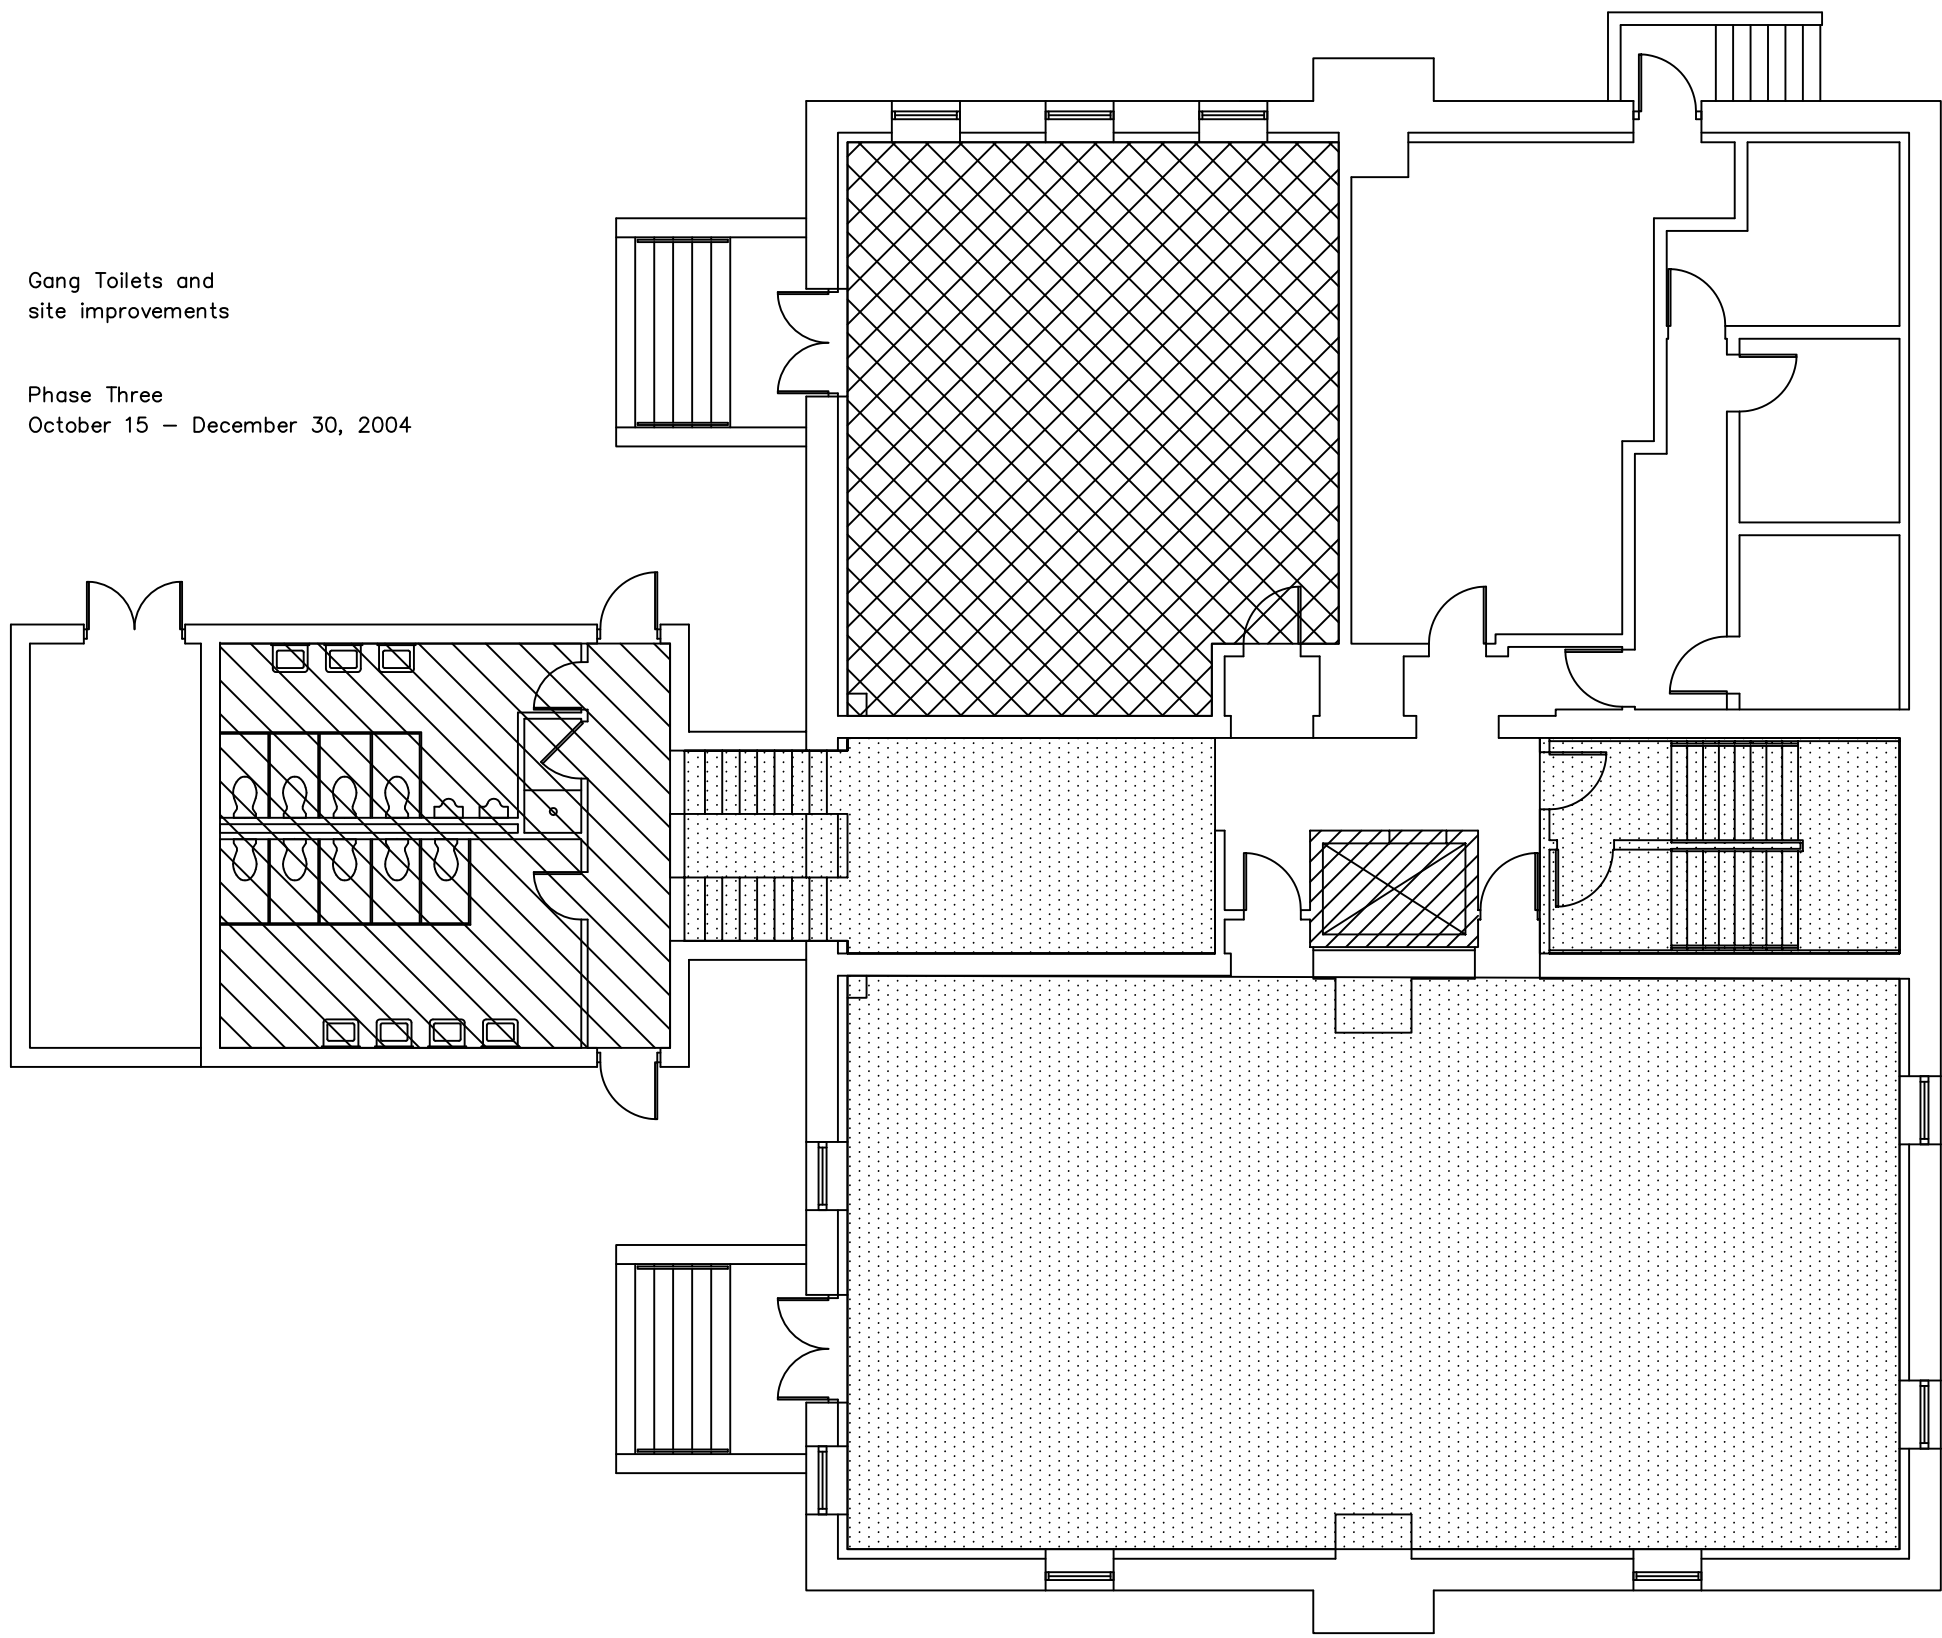 Gang Toilets and
site improvements
Phase Three
October 15 – December 30, 2004